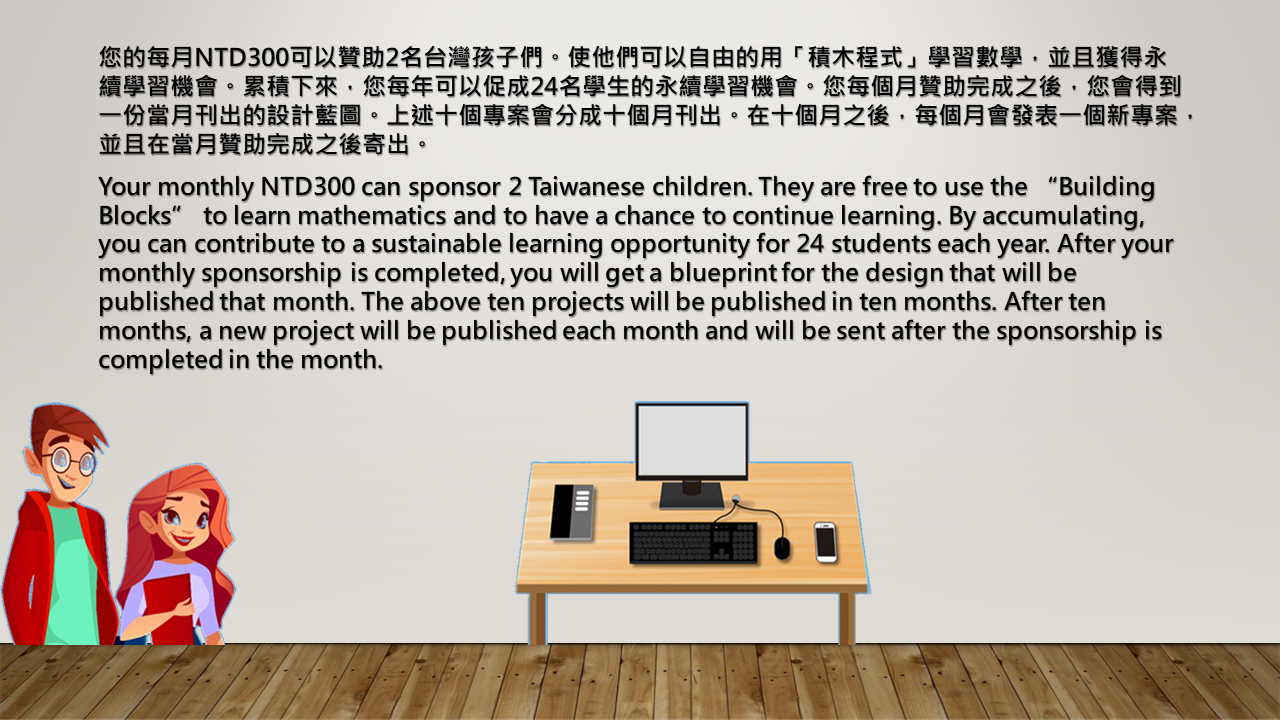 您的每月NTD300可以贊助2名台灣孩子們。使他們可以自由的用「積木程式」學習數學，並且獲得永
續學習機會。累積下來，您每年可以促成24名學生的永續學習機會。您每個月贊助完成之後，您會得到
一份當月刊出的設計藍圖。上述十個專案會分成十個月刊出。在十個月之後，每個月會發表一個新專案，
並且在當月贊助完成之後寄出。
Your monthly NTD300 can sponsor 2 Taiwanese children. They are free to use the “Building
Blocks” to learn mathematics and to have a chance to continue learning. By accumulating,
you can contribute to a sustainable learning opportunity for 24 students each year. After your
monthly sponsorship is completed, you will get a blueprint for the design that will be
published that month. The above ten projects will be published in ten months. After ten
months, a new project will be published each month and will be sent after the sponsorship is
completed in the month.